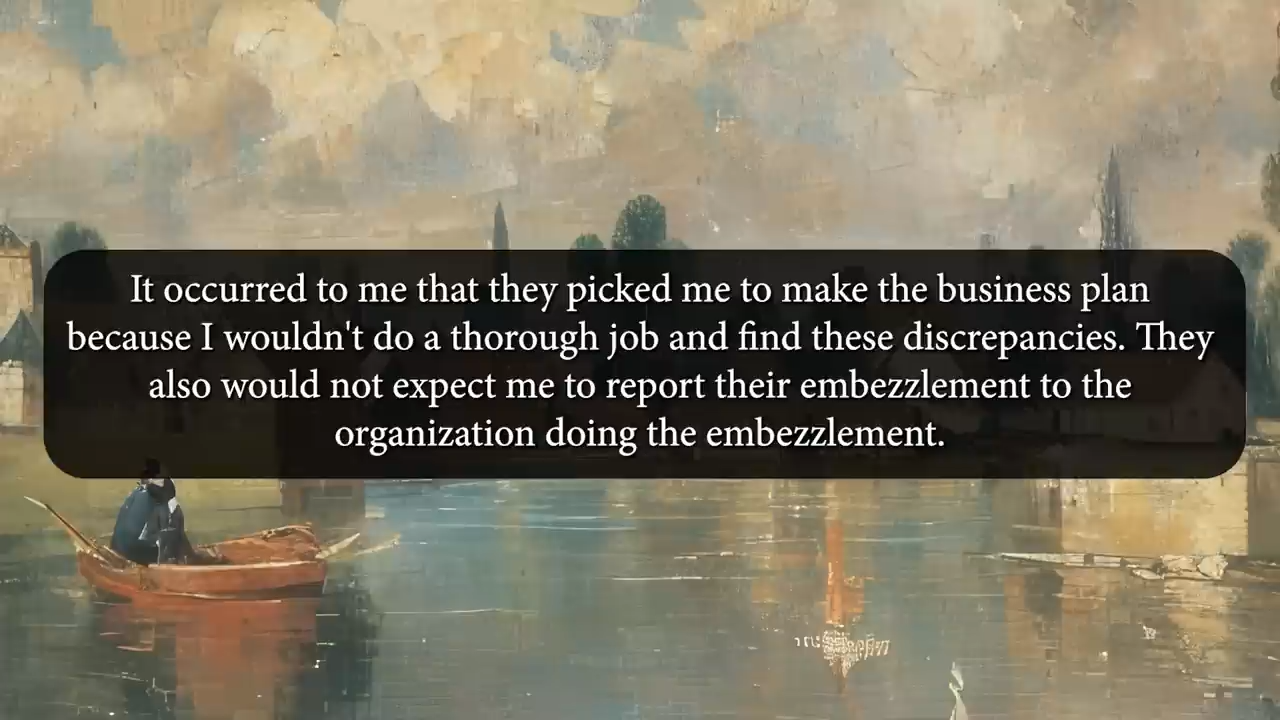 It occurred to me that they picked me to make the business plan
because I wouldn't do a thorough job and find these discrepancies. They
also would not expect me to report their embezzlement to the
organization doing the embezzlement.